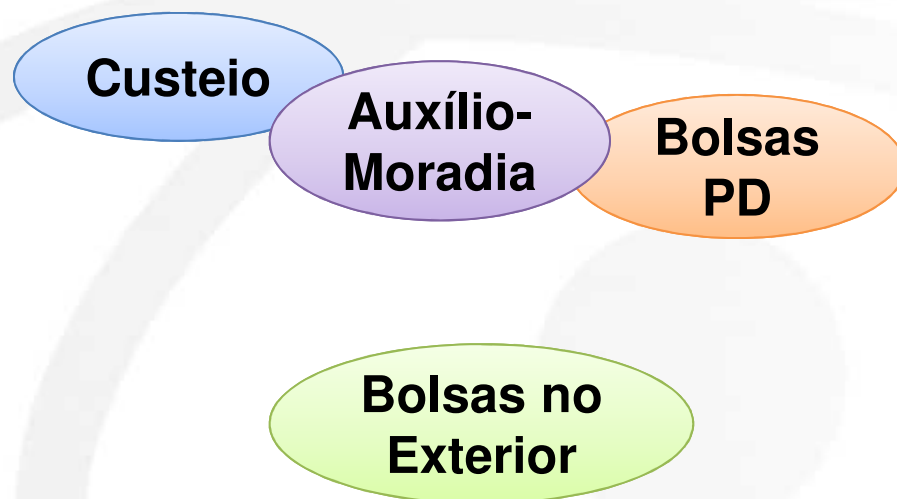 Custeio
Auxílio-
Moradia
Bolsas
PD
Bolsas no
Exterior